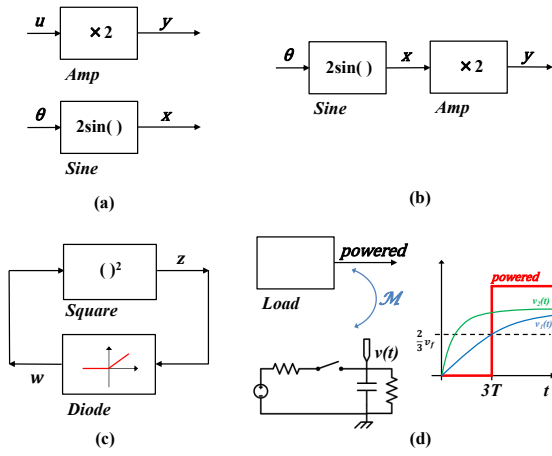 u
× 2
y
Amp
θ
2sin( )
x
Sine
(a)
θ
2sin( )
x
× 2
y
Sine
Amp
(b)
( )²
z
Square
w
Diode
(c)
powered
Load
ℳ
v(t)
powered
v₂(t)
v₁(t)
2/3 v_f
3T
t
(d)